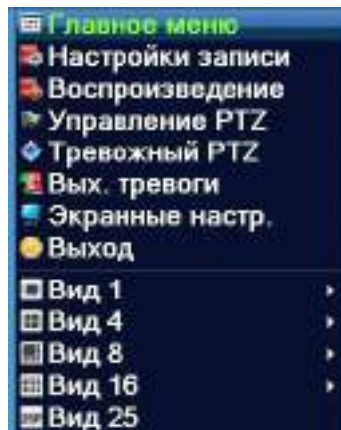 Главное меню
Настройки записи
Воспроизведение
Управление PTZ
Тревожный PTZ
Вых. тревоги
Экранные настр.
Выход
Вид 1
Вид 4
Вид 8
Вид 16
Вид 25